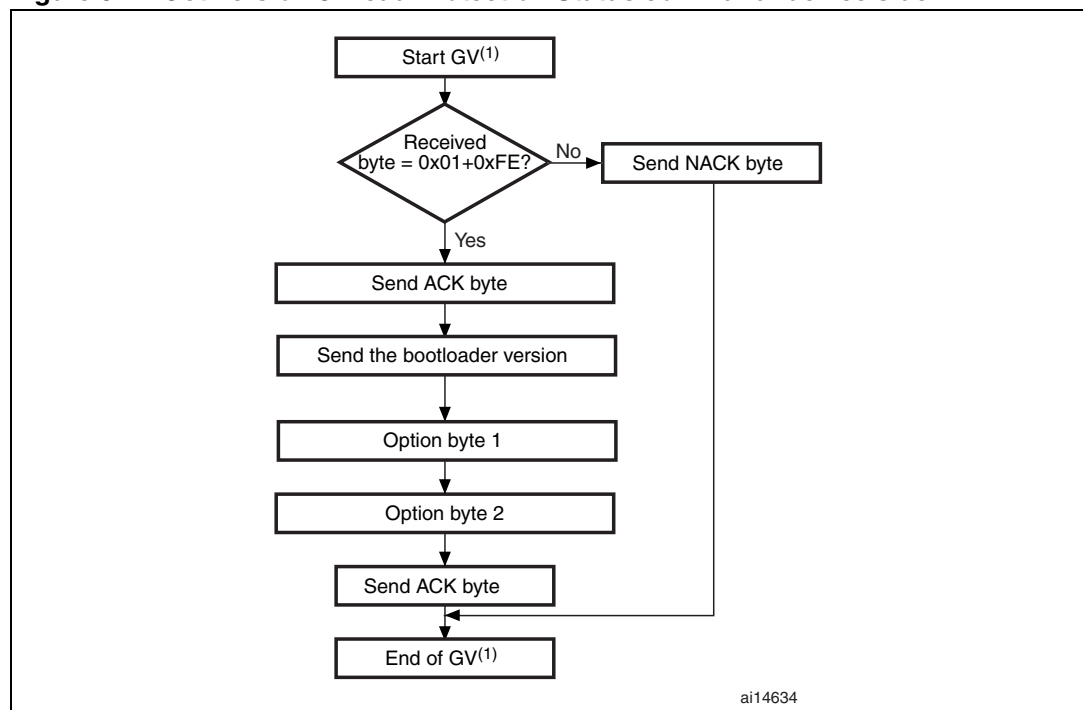 Start GV(1)
Received
byte = 0x01+0xFE?
No
Send NACK byte
Yes
Send ACK byte
Send the bootloader version
Option byte 1
Option byte 2
Send ACK byte
End of GV(1)
ai14634